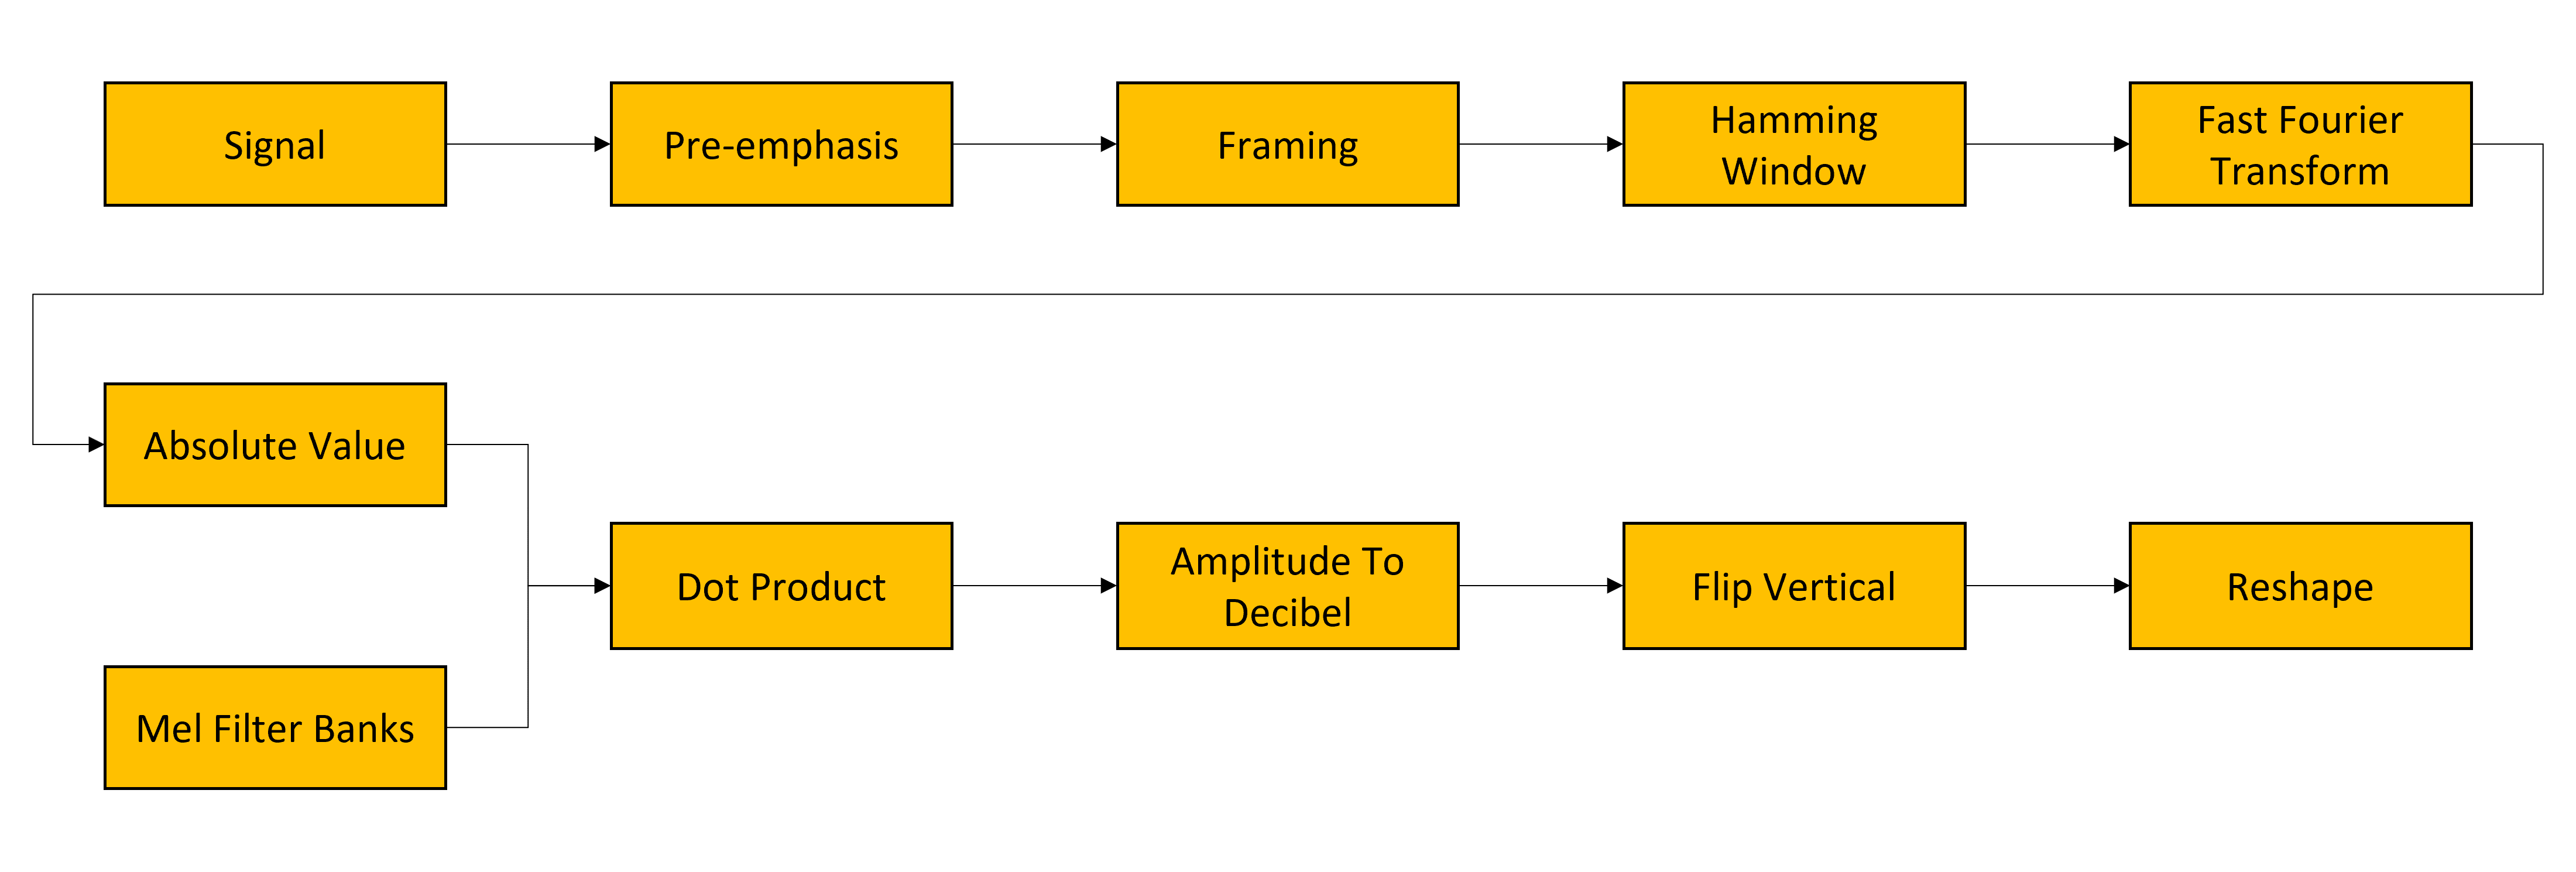 Signal
Pre-emphasis
Framing
Hamming
Window
Fast Fourier
Transform
Absolute Value
Mel Filter Banks
Dot Product
Amplitude To
Decibel
Flip Vertical
Reshape